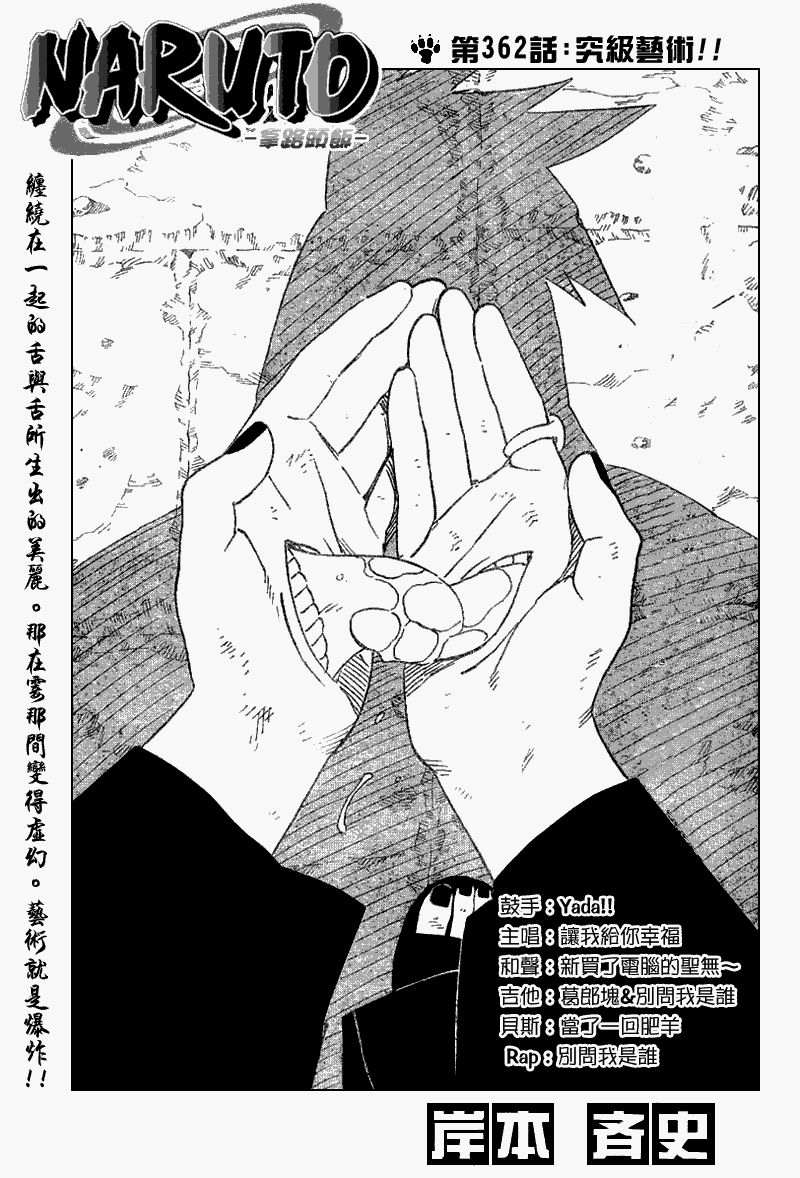 NARUTO
-拿路頭飯-
第362話:究級藝術!!
纏繞在一起的舌與舌所生出的美麗。那在霎那間變得虛幻。藝術就是爆炸!!
鼓手:Yada!!
主唱:讓我給你幸福
和聲:新買了電腦的聖無~
吉他:葛郎塊&別問我是誰
貝斯:當了一回肥羊
Rap:別問我是誰
岸本 斉史